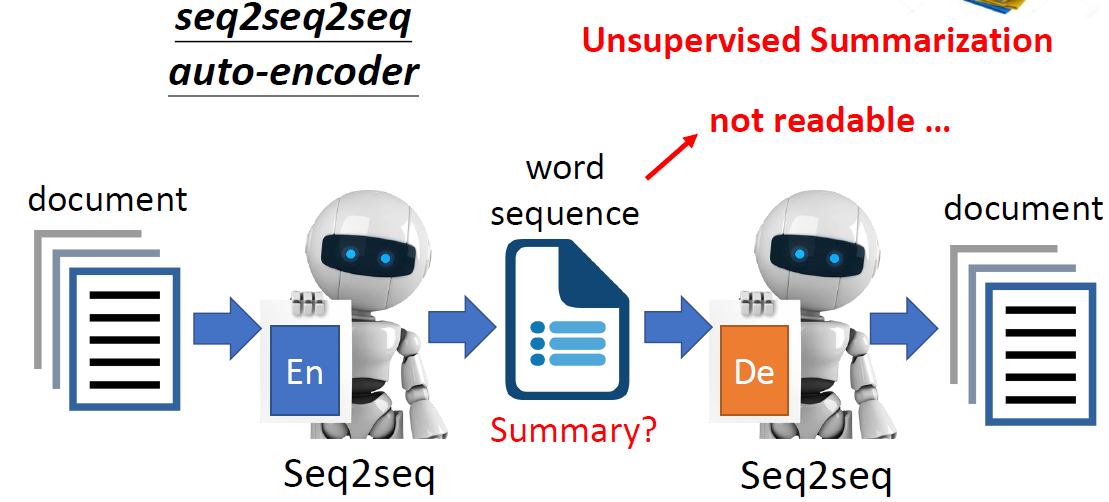 seq2seq2seq
auto-encoder
Unsupervised Summarization
not readable ...
word
sequence
document
document
En
De
Summary?
Seq2seq
Seq2seq